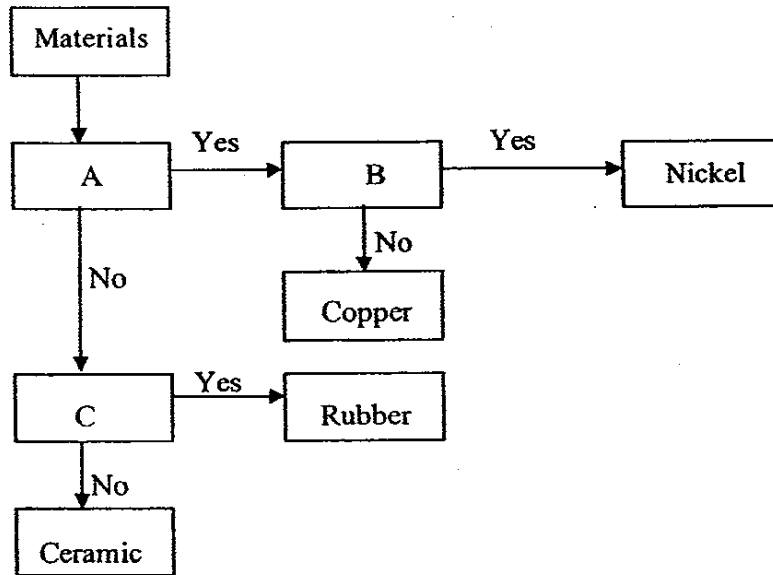 Materials
A
Yes
B
Yes
Nickel
No
No
Copper
C
Yes
Rubber
No
Ceramic